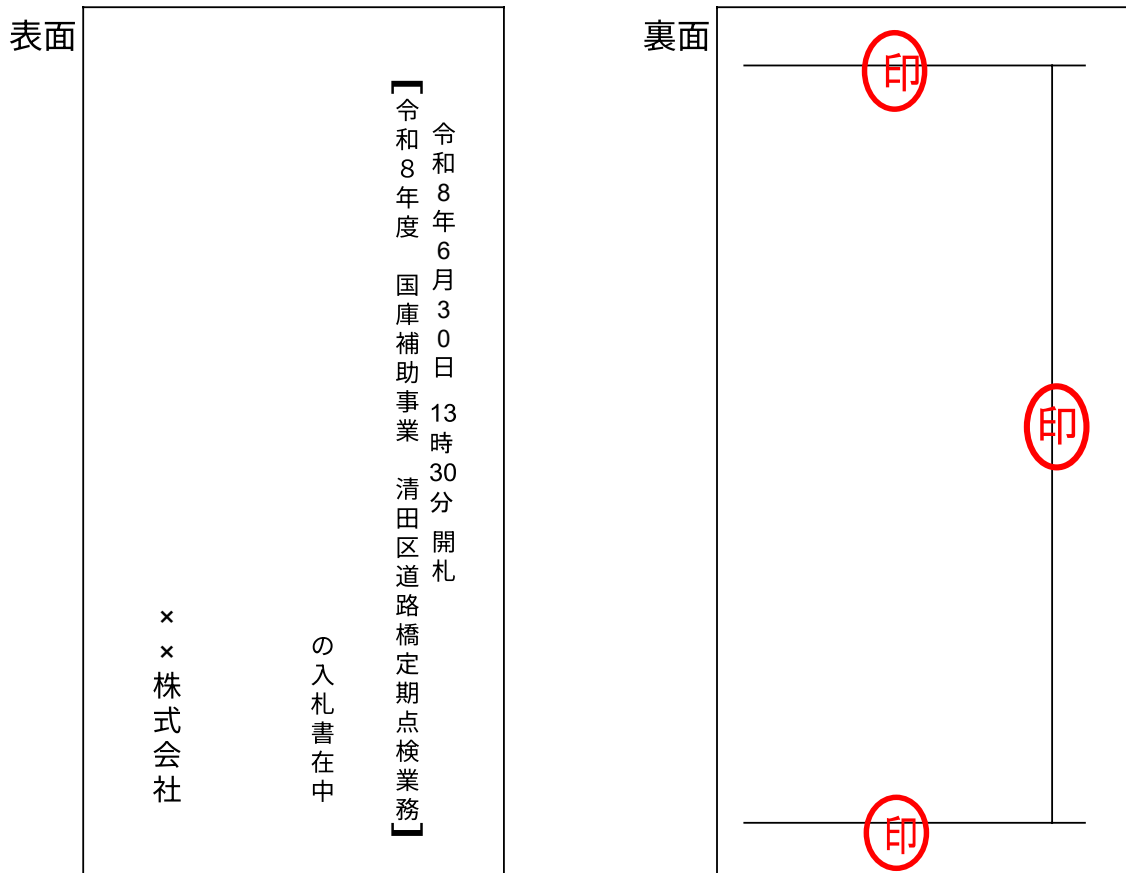 表面
令和8年6月30日 13時30分 開札
【令和８年度　国庫補助事業　清田区道路橋定期点検業務】
の入札書在中
××株式会社
裏面
印
印
印